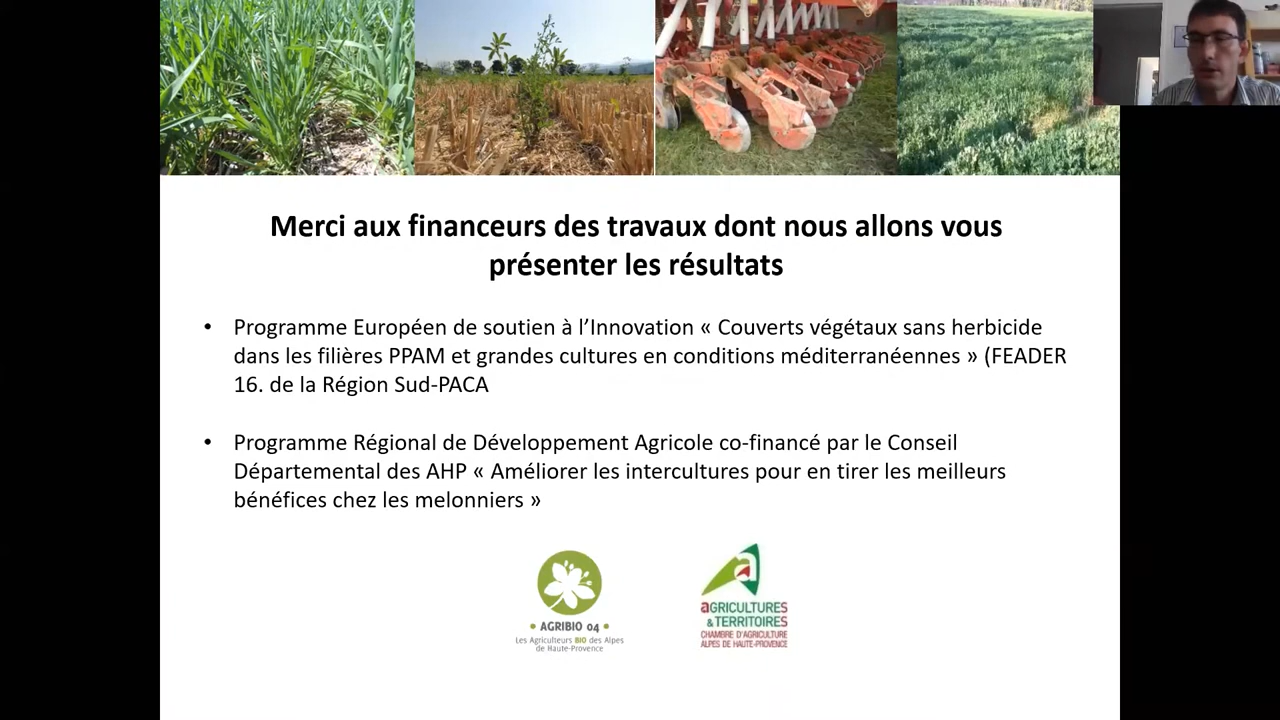 Merci aux financeurs des travaux dont nous allons vous
présenter les résultats
• Programme Européen de soutien à l’Innovation « Couverts végétaux sans herbicide
dans les filières PPAM et grandes cultures en conditions méditerranéennes » (FEADER
16. de la Région Sud-PACA
• Programme Régional de Développement Agricole co-financé par le Conseil
Départemental des AHP « Améliorer les intercultures pour en tirer les meilleurs
bénéfices chez les melonniers »
• AGRIBIO 04 •
Les Agriculteurs BIO des Alpes
de Haute-Provence
a
AGRICULTURES
& TERRITOIRES
CHAMBRE D'AGRICULTURE
ALPES DE HAUTE-PROVENCE